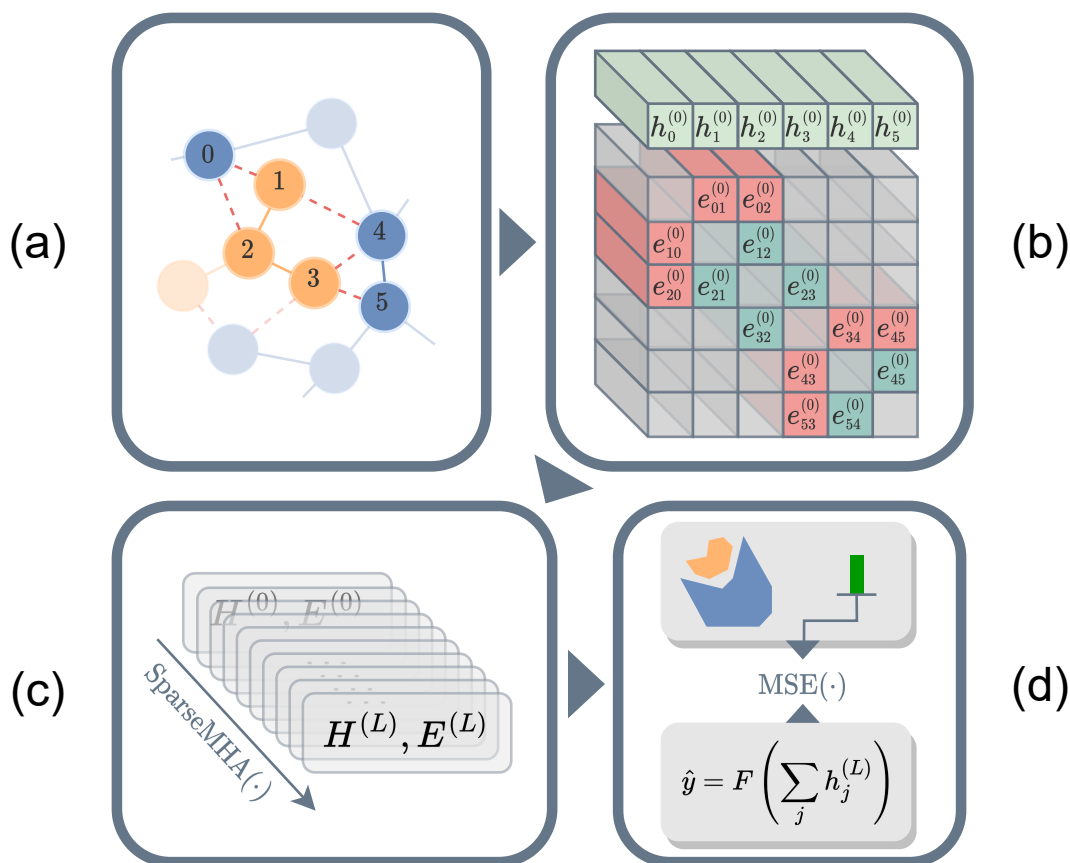 (a)
0
1
2
3
4
5
(b)
h_0^{(0)} h_1^{(0)} h_2^{(0)} h_3^{(0)} h_4^{(0)} h_5^{(0)}
e_{01}^{(0)} e_{02}^{(0)}
e_{10}^{(0)} e_{12}^{(0)}
e_{20}^{(0)} e_{21}^{(0)} e_{23}^{(0)}
e_{32}^{(0)} e_{34}^{(0)} e_{45}^{(0)}
e_{43}^{(0)} e_{45}^{(0)}
e_{53}^{(0)} e_{54}^{(0)}
(c)
H^{(0)}, E^{(0)}
...
...
...
H^{(L)}, E^{(L)}
SparseMHA(·)
(d)
MSE(·)
ŷ = F(∑_j h_j^{(L)})